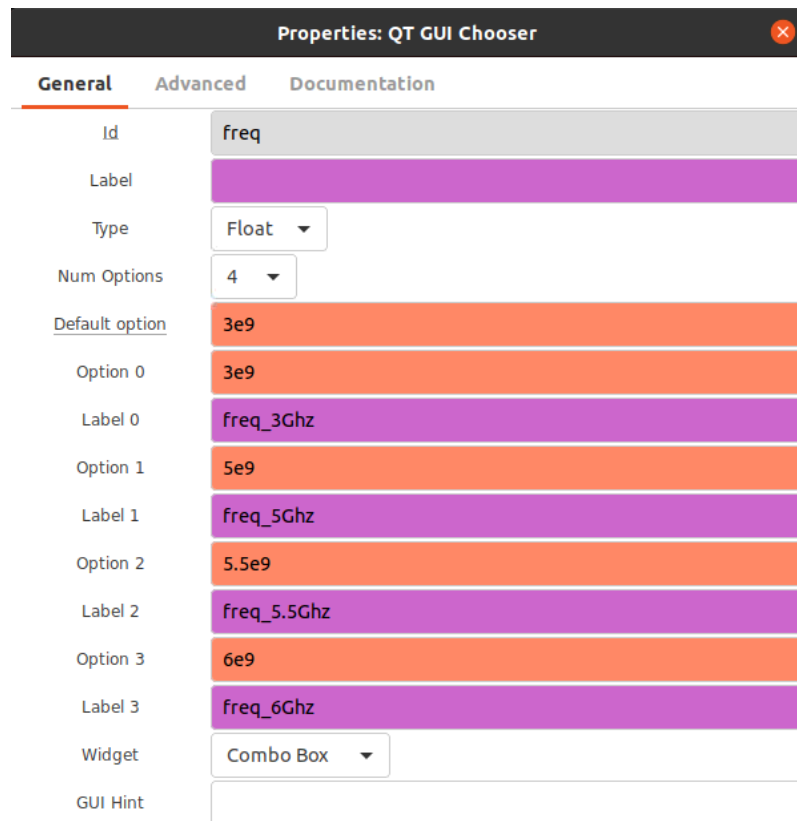 Properties: QT GUI Chooser
General Advanced Documentation
Id freq
Label
Type Float
Num Options 4
Default option 3e9
Option 0 3e9
Label 0 freq_3Ghz
Option 1 5e9
Label 1 freq_5Ghz
Option 2 5.5e9
Label 2 freq_5.5Ghz
Option 3 6e9
Label 3 freq_6Ghz
Widget Combo Box
GUI Hint